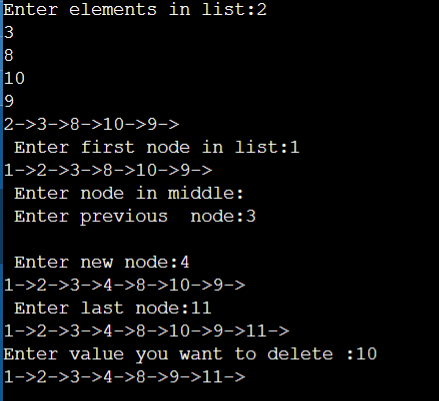 Enter elements in list:2
3
8
10
9
2->3->8->10->9->
Enter first node in list:1
1->2->3->8->10->9->
Enter node in middle:
Enter previous  node:3
Enter new node:4
1->2->3->4->8->10->9->
Enter last node:11
1->2->3->4->8->10->9->11->
Enter value you want to delete :10
1->2->3->4->8->9->11->